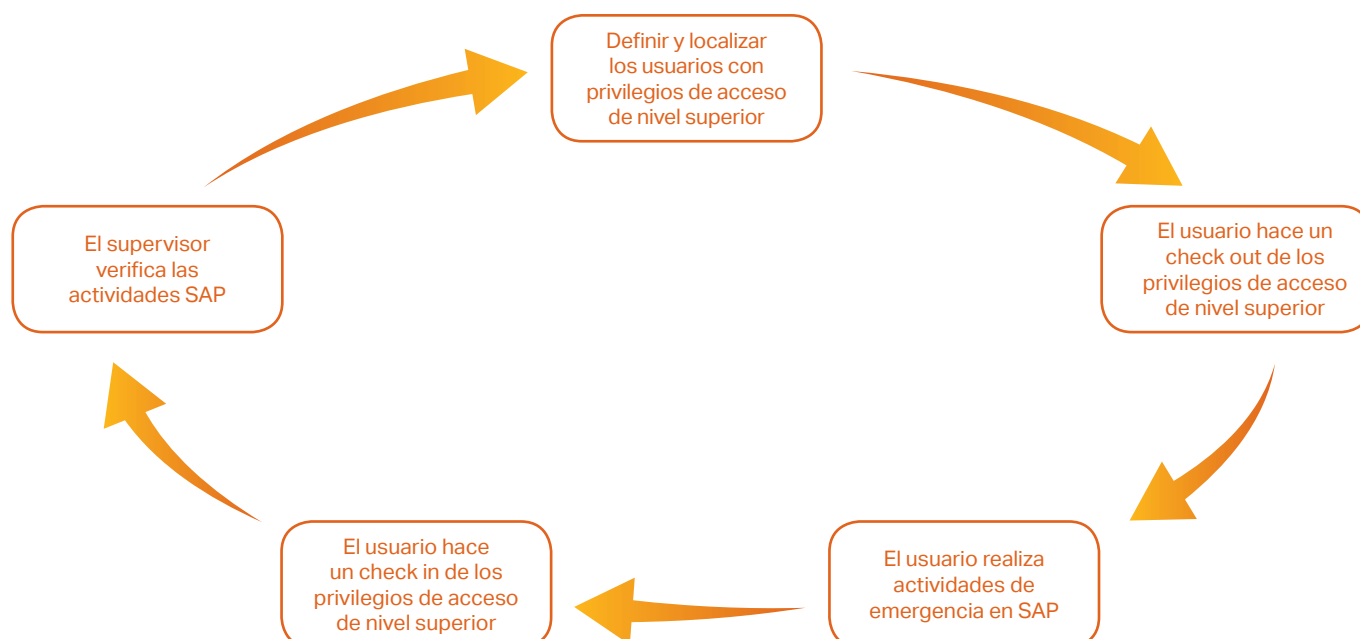 Definir y localizar
los usuarios con
privilegios de acceso
de nivel superior
El usuario hace un
check out de los
privilegios de acceso
de nivel superior
El usuario realiza
actividades de
emergencia en SAP
El usuario hace
un check in de los
privilegios de acceso
de nivel superior
El supervisor
verifica las
actividades SAP